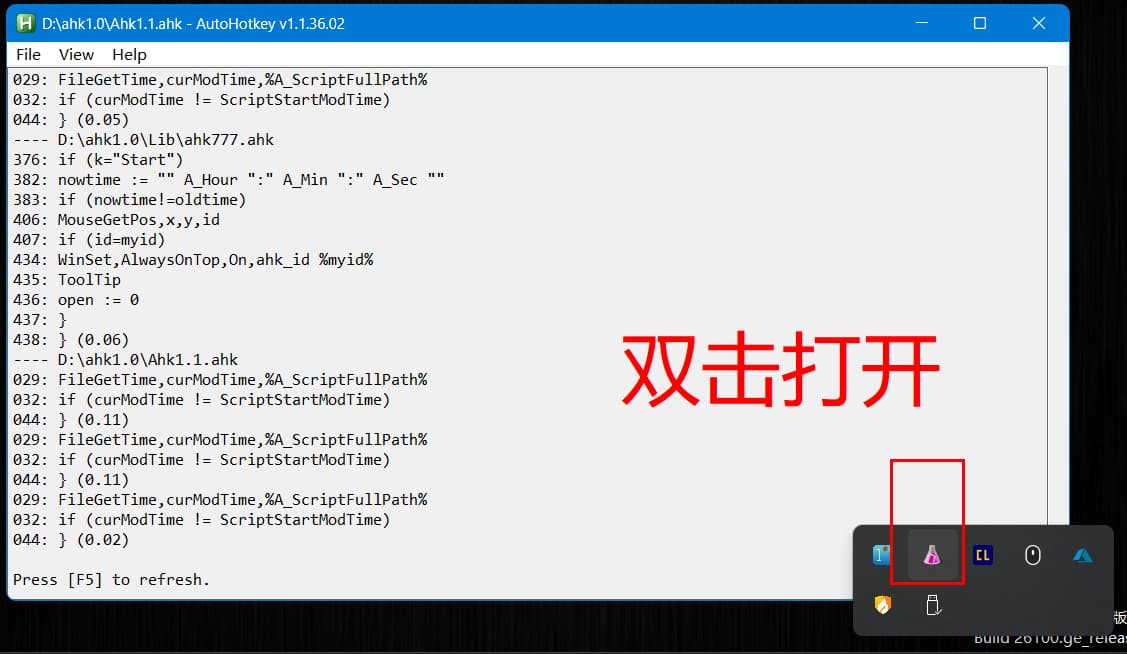 D:\ahk1.0\Ahk1.1.ahk - AutoHotkey v1.1.36.02
File View Help
029: FileGetTime,curModTime,%A_ScriptFullPath%
032: if (curModTime != ScriptStartModTime)
044: } (0.05)
---- D:\ahk1.0\Lib\ahk777.ahk
376: if (k="Start")
382: nowtime := "" A_Hour ":" A_Min ":" A_Sec ""
383: if (nowtime!=oldtime)
406: MouseGetPos,x,y,id
407: if (id=myid)
434: WinSet,AlwaysOnTop,On,ahk_id %myid%
435: ToolTip
436: open := 0
437: }
438: } (0.06)
---- D:\ahk1.0\Ahk1.1.ahk
029: FileGetTime,curModTime,%A_ScriptFullPath%
032: if (curModTime != ScriptStartModTime)
044: } (0.11)
029: FileGetTime,curModTime,%A_ScriptFullPath%
032: if (curModTime != ScriptStartModTime)
044: } (0.11)
029: FileGetTime,curModTime,%A_ScriptFullPath%
032: if (curModTime != ScriptStartModTime)
044: } (0.02)
Press [F5] to refresh.
双击打开
CL
版
Build 26100.ge_relea